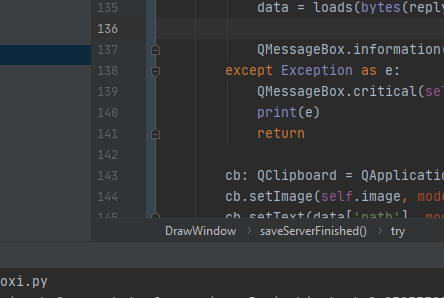 135 data = loads(bytes(reply
136
137 QMessageBox.information(
138 except Exception as e:
139 QMessageBox.critical(sel
140 print(e)
141 return
142
143 cb: QClipboard = QApplication
144 cb.setImage(self.image, mode
145 cb.setText(data['path'], mod
DrawWindow > saveServerFinished() > try
oxi.py